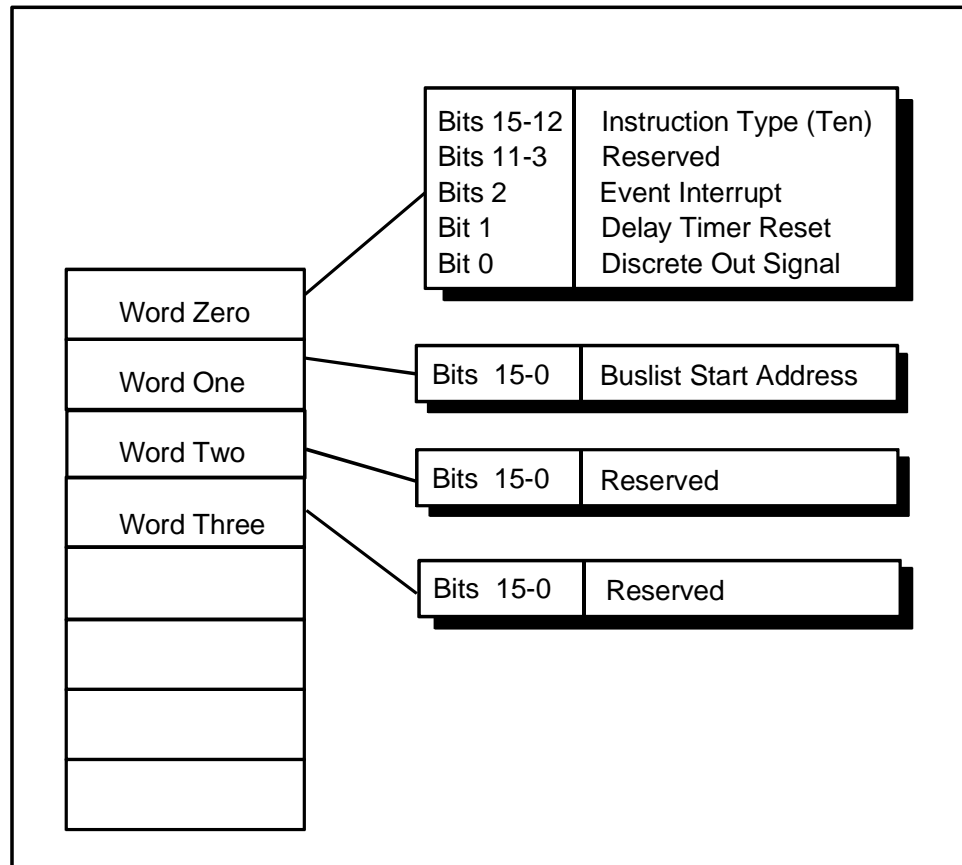 Bits 15-12 Instruction Type (Ten)
Bits 11-3 Reserved
Bits 2 Event Interrupt
Bit 1 Delay Timer Reset
Bit 0 Discrete Out Signal
Word Zero
Word One
Bits 15-0 Buslist Start Address
Word Two
Bits 15-0 Reserved
Word Three
Bits 15-0 Reserved